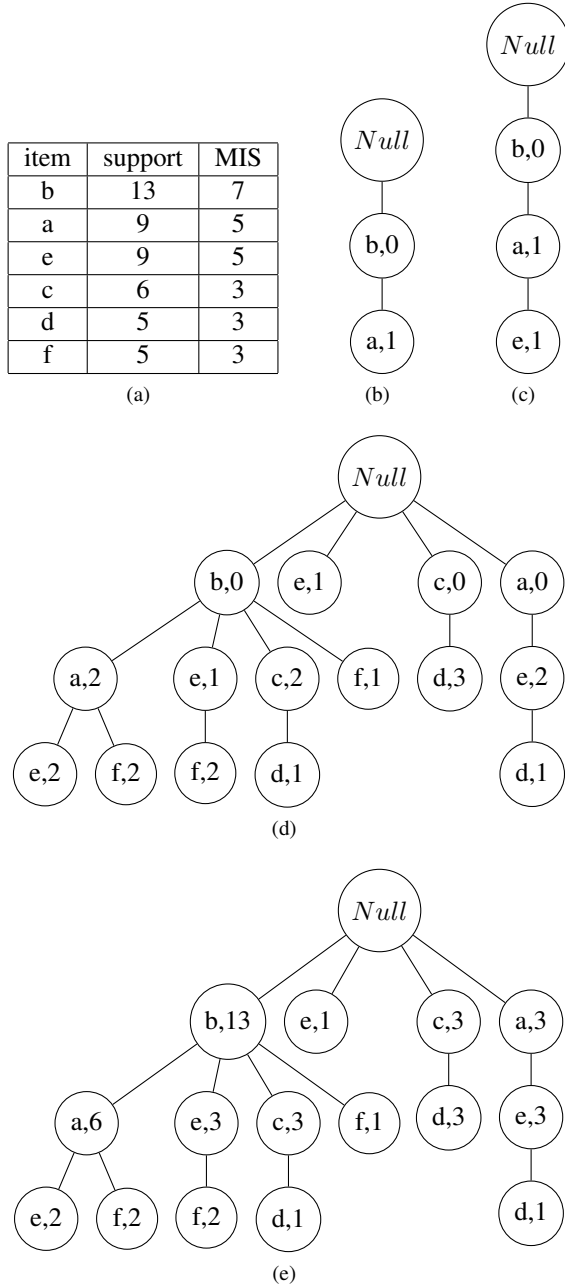 item support MIS
b 13 7
a 9 5
e 9 5
c 6 3
d 5 3
f 5 3
(a)
Null
b,0
a,1
(b)
Null
b,0
a,1
e,1
(c)
Null
b,0 e,1 c,0 a,0
a,2 e,1 c,2 f,1 d,3 e,2
e,2 f,2 f,2 d,1 d,1
(d)
Null
b,13 e,1 c,3 a,3
a,6 e,3 c,3 f,1 d,3 e,3
e,2 f,2 f,2 d,1 d,1
(e)